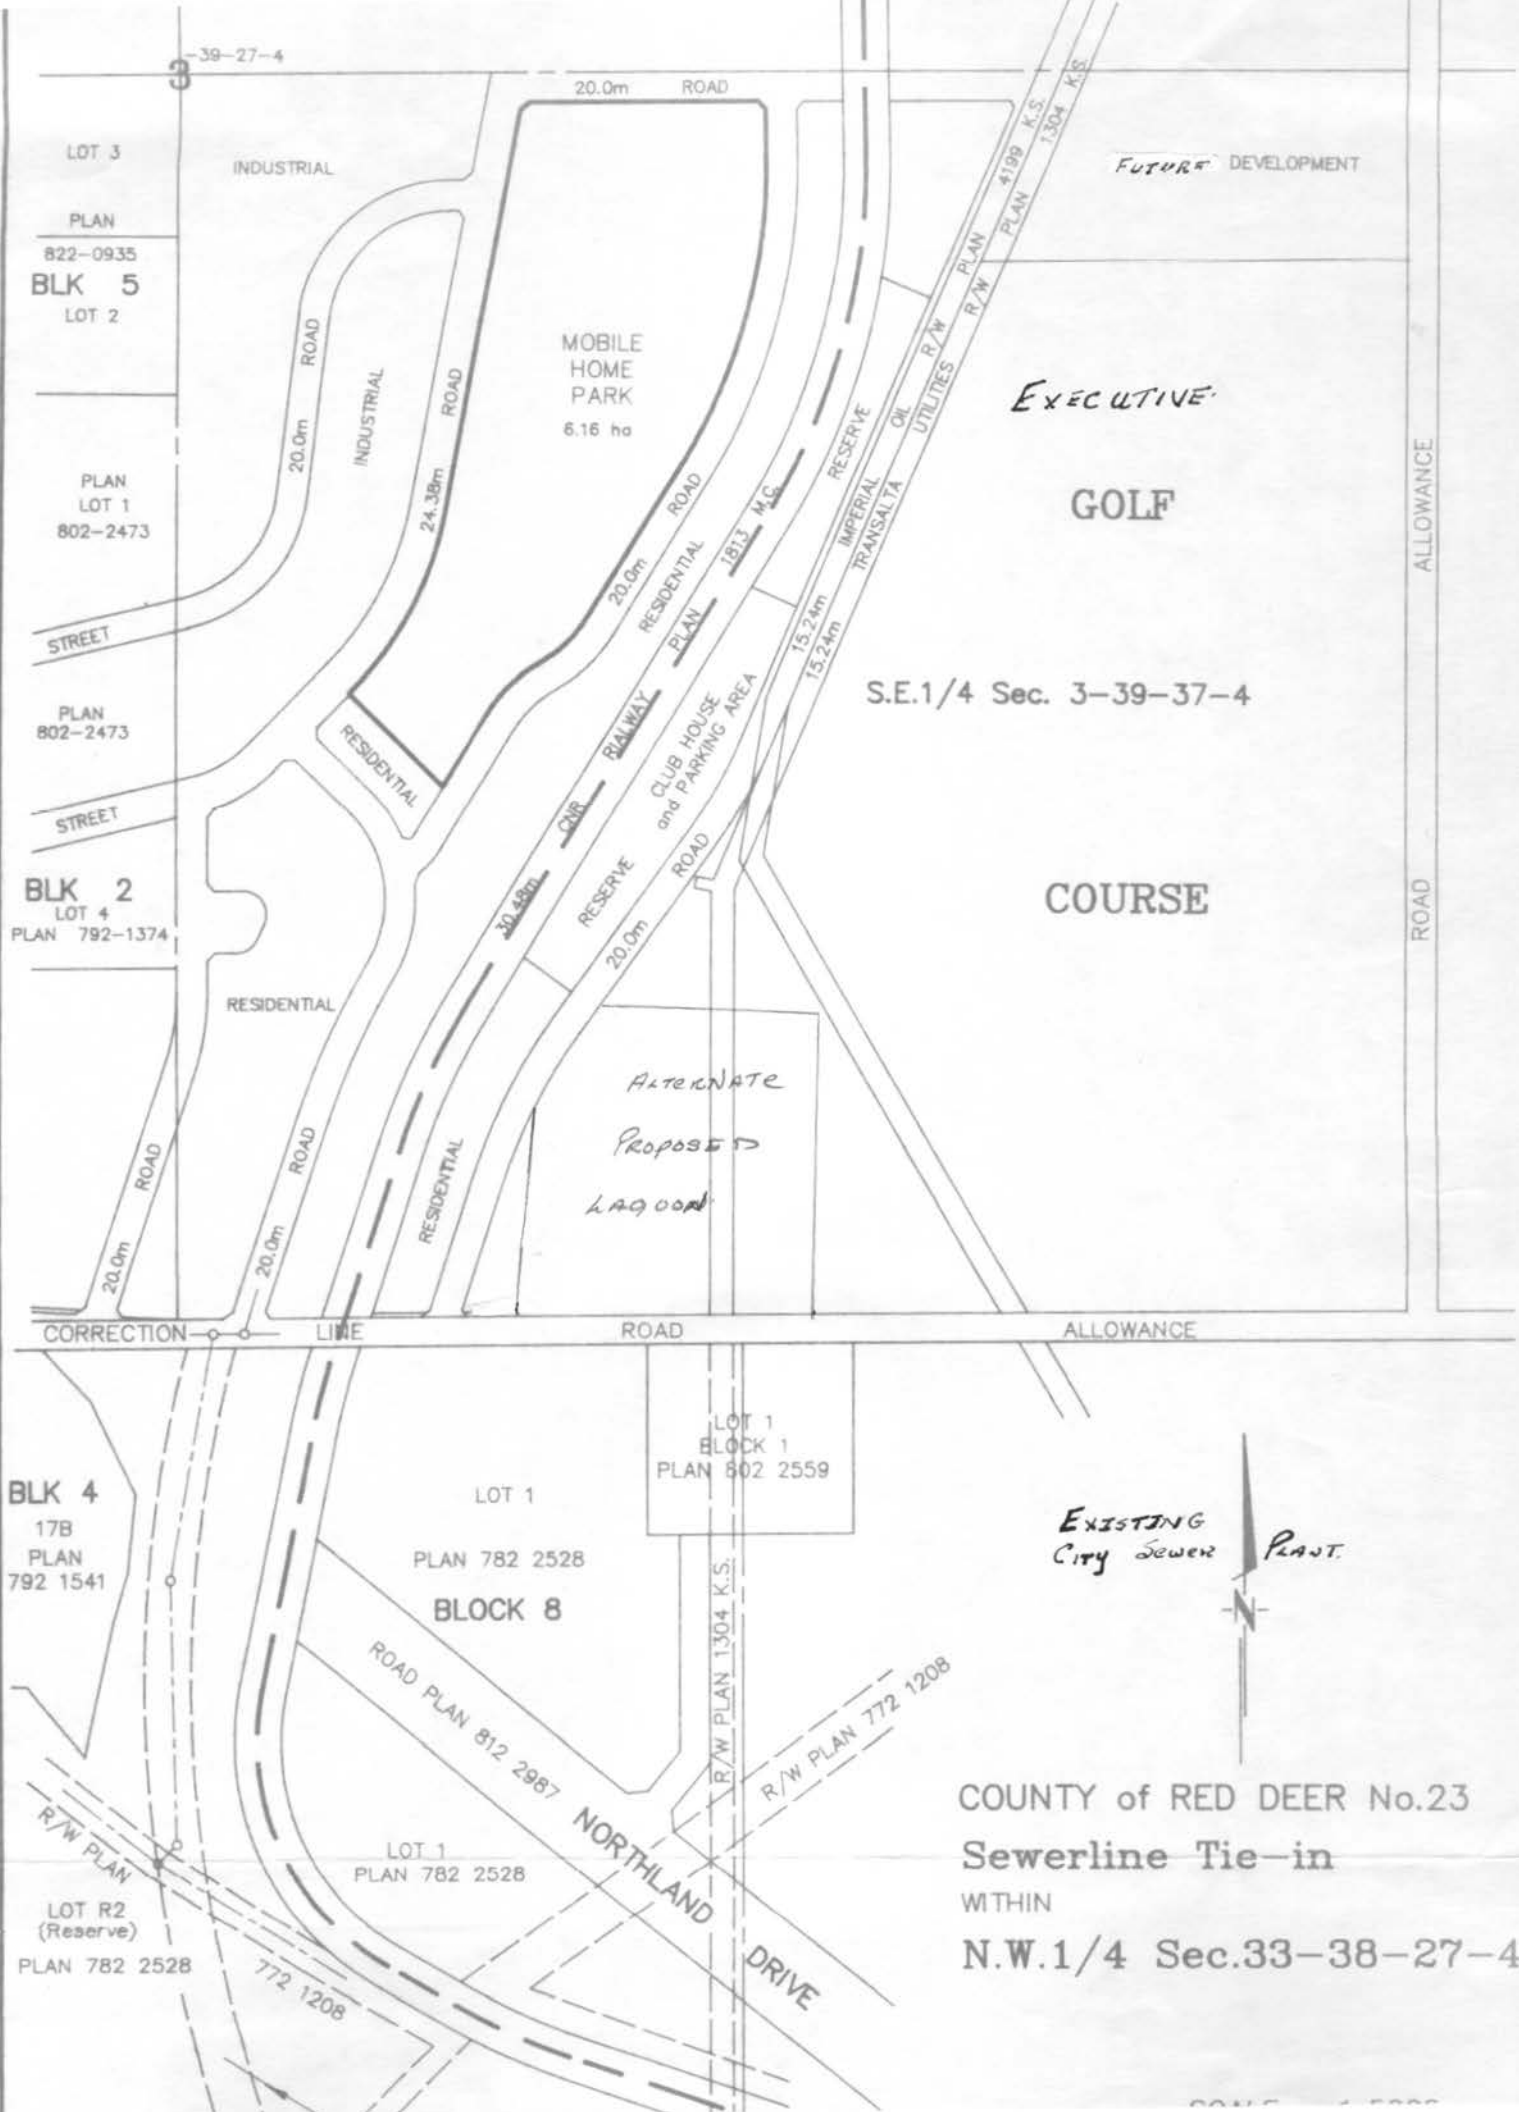 3
-39-27-4
20.0m ROAD
LOT 3
INDUSTRIAL
PLAN
822-0935
BLK 5
LOT 2
FUTURE DEVELOPMENT
R/W PLAN 4199 K.S.
R/W PLAN 1304 K.S.
MOBILE
HOME
PARK
6.16 ha
20.0m ROAD
INDUSTRIAL
24.38m ROAD
EXECUTIVE
GOLF
COURSE
ALLOWANCE
ROAD
PLAN
LOT 1
802-2473
20.0m ROAD
RESIDENTIAL
RESERVE
IMPERIAL OIL
TRANSALTA UTILITIES
15.24m
15.24m
30.48m CNR RIALWAY PLAN 1813 M.C.
STREET
S.E.1/4 Sec. 3-39-37-4
PLAN
802-2473
RESIDENTIAL
CLUB HOUSE
and PARKING AREA
STREET
RESERVE
20.0m ROAD
BLK 2
LOT 4
PLAN 792-1374
RESIDENTIAL
ALTERNATE
PROPOSED
LAGOON
20.0m ROAD
20.0m ROAD
RESIDENTIAL
CORRECTION LINE ROAD ALLOWANCE
LOT 1
BLOCK 1
PLAN 802 2559
BLK 4
17B
PLAN
792 1541
LOT 1
PLAN 782 2528
BLOCK 8
EXISTING
CITY SEWER PLANT.
N
R/W PLAN 1304 K.S.
ROAD PLAN 812 2987
R/W PLAN 772 1208
NORTHLAND DRIVE
LOT 1
PLAN 782 2528
R/W PLAN
772 1208
LOT R2
(Reserve)
PLAN 782 2528
COUNTY of RED DEER No.23
Sewerline Tie-in
WITHIN
N.W.1/4 Sec.33-38-27-4